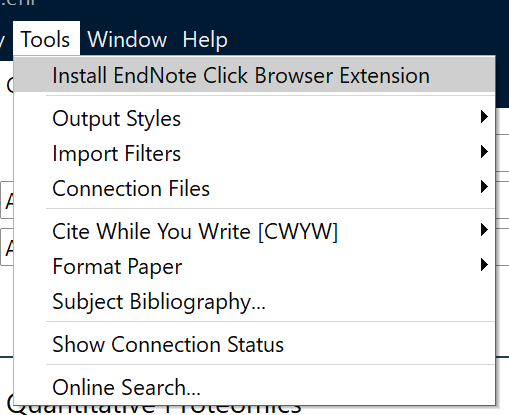 .enl
Tools Window Help
Install EndNote Click Browser Extension
Output Styles
Import Filters
Connection Files
Cite While You Write [CWYW]
Format Paper
Subject Bibliography...
Show Connection Status
Online Search...
Quantitative Proteomics